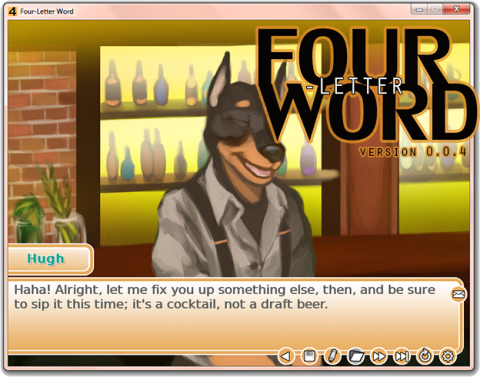 4 Four-Letter Word
FOUR
-LETTER
WORD
VERSION 0.0.4
Hugh
Haha! Alright, let me fix you up something else, then, and be sure
to sip it this time; it's a cocktail, not a draft beer.